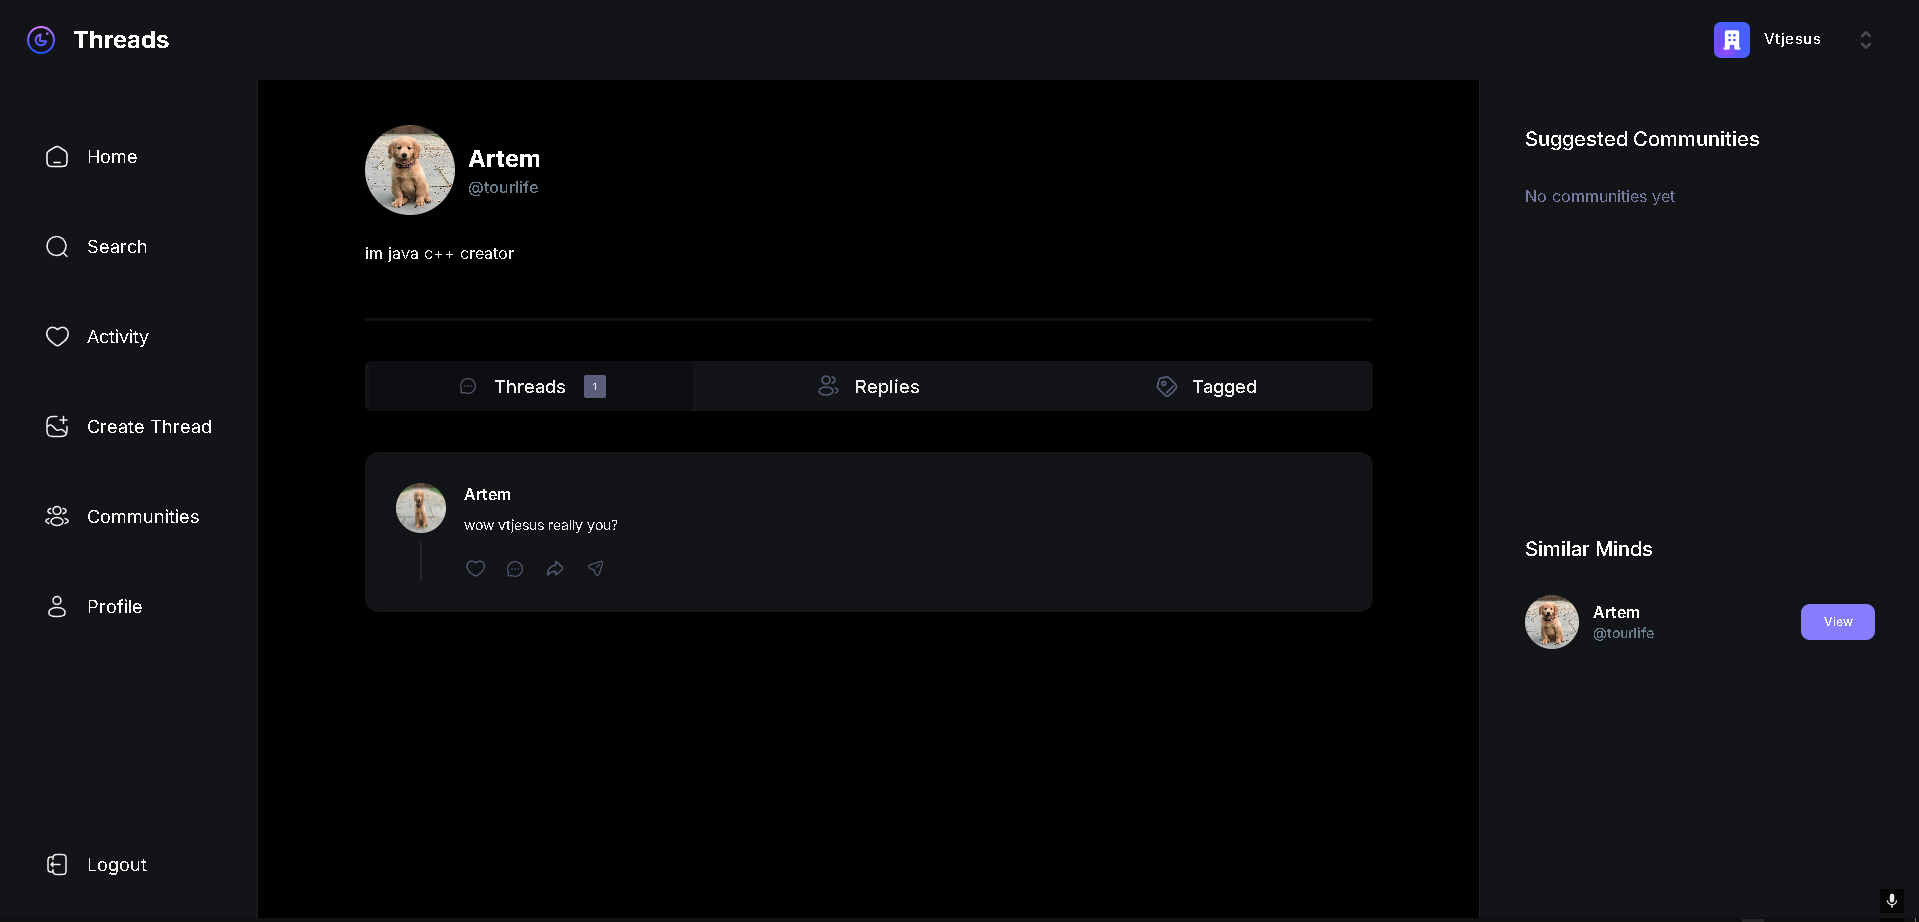 Threads
Vtjesus
Home
Search
Activity
Create Thread
Communities
Profile
Logout
Artem
@tourlife
im java c++ creator
Threads 1
Replies
Tagged
Artem
wow vtjesus really you?
Suggested Communities
No communities yet
Similar Minds
Artem
@tourlife
View